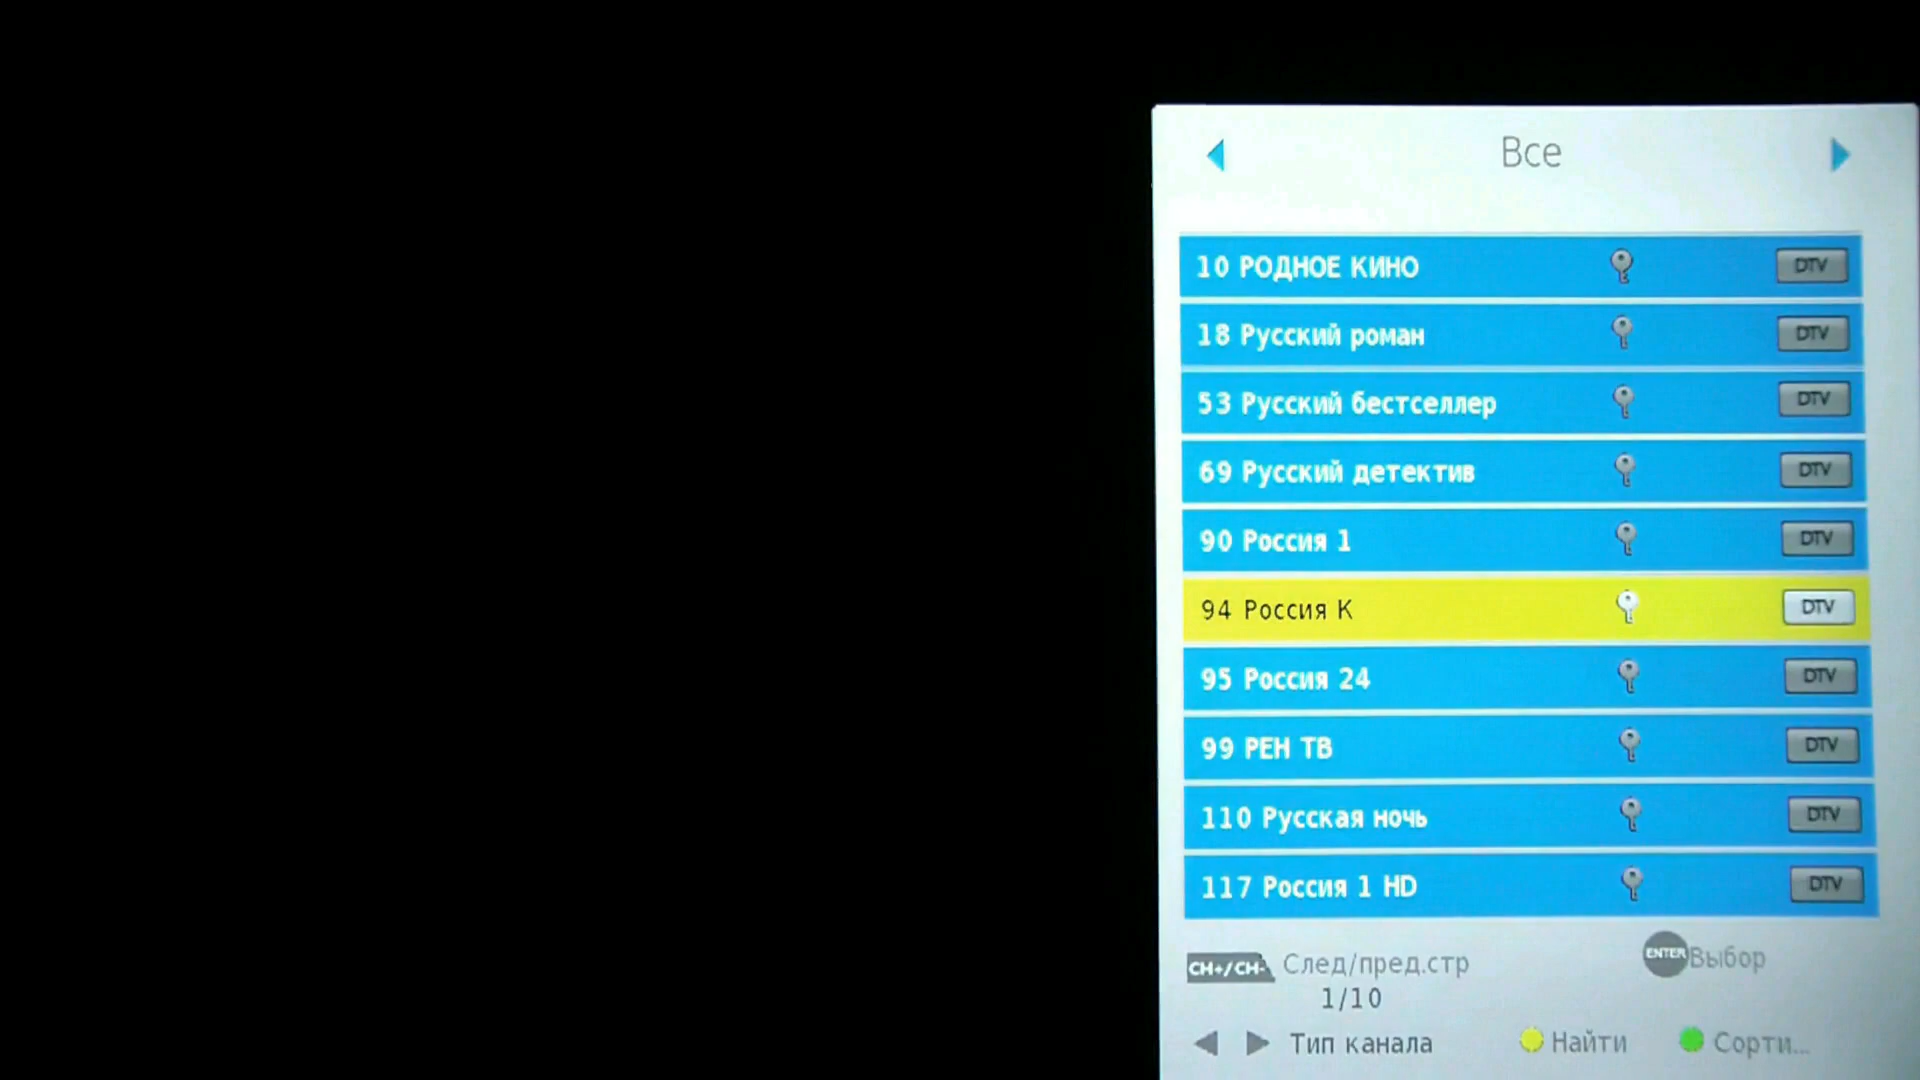 Все
10 РОДНОЕ КИНО DTV
18 Русский роман DTV
53 Русский бестселлер DTV
69 Русский детектив DTV
90 Россия 1 DTV
94 Россия К DTV
95 Россия 24 DTV
99 РЕН ТВ DTV
110 Русская ночь DTV
117 Россия 1 HD DTV
CH+/CH- След/пред.стр ENTER Выбор
1/10
Тип канала Найти Сорти...